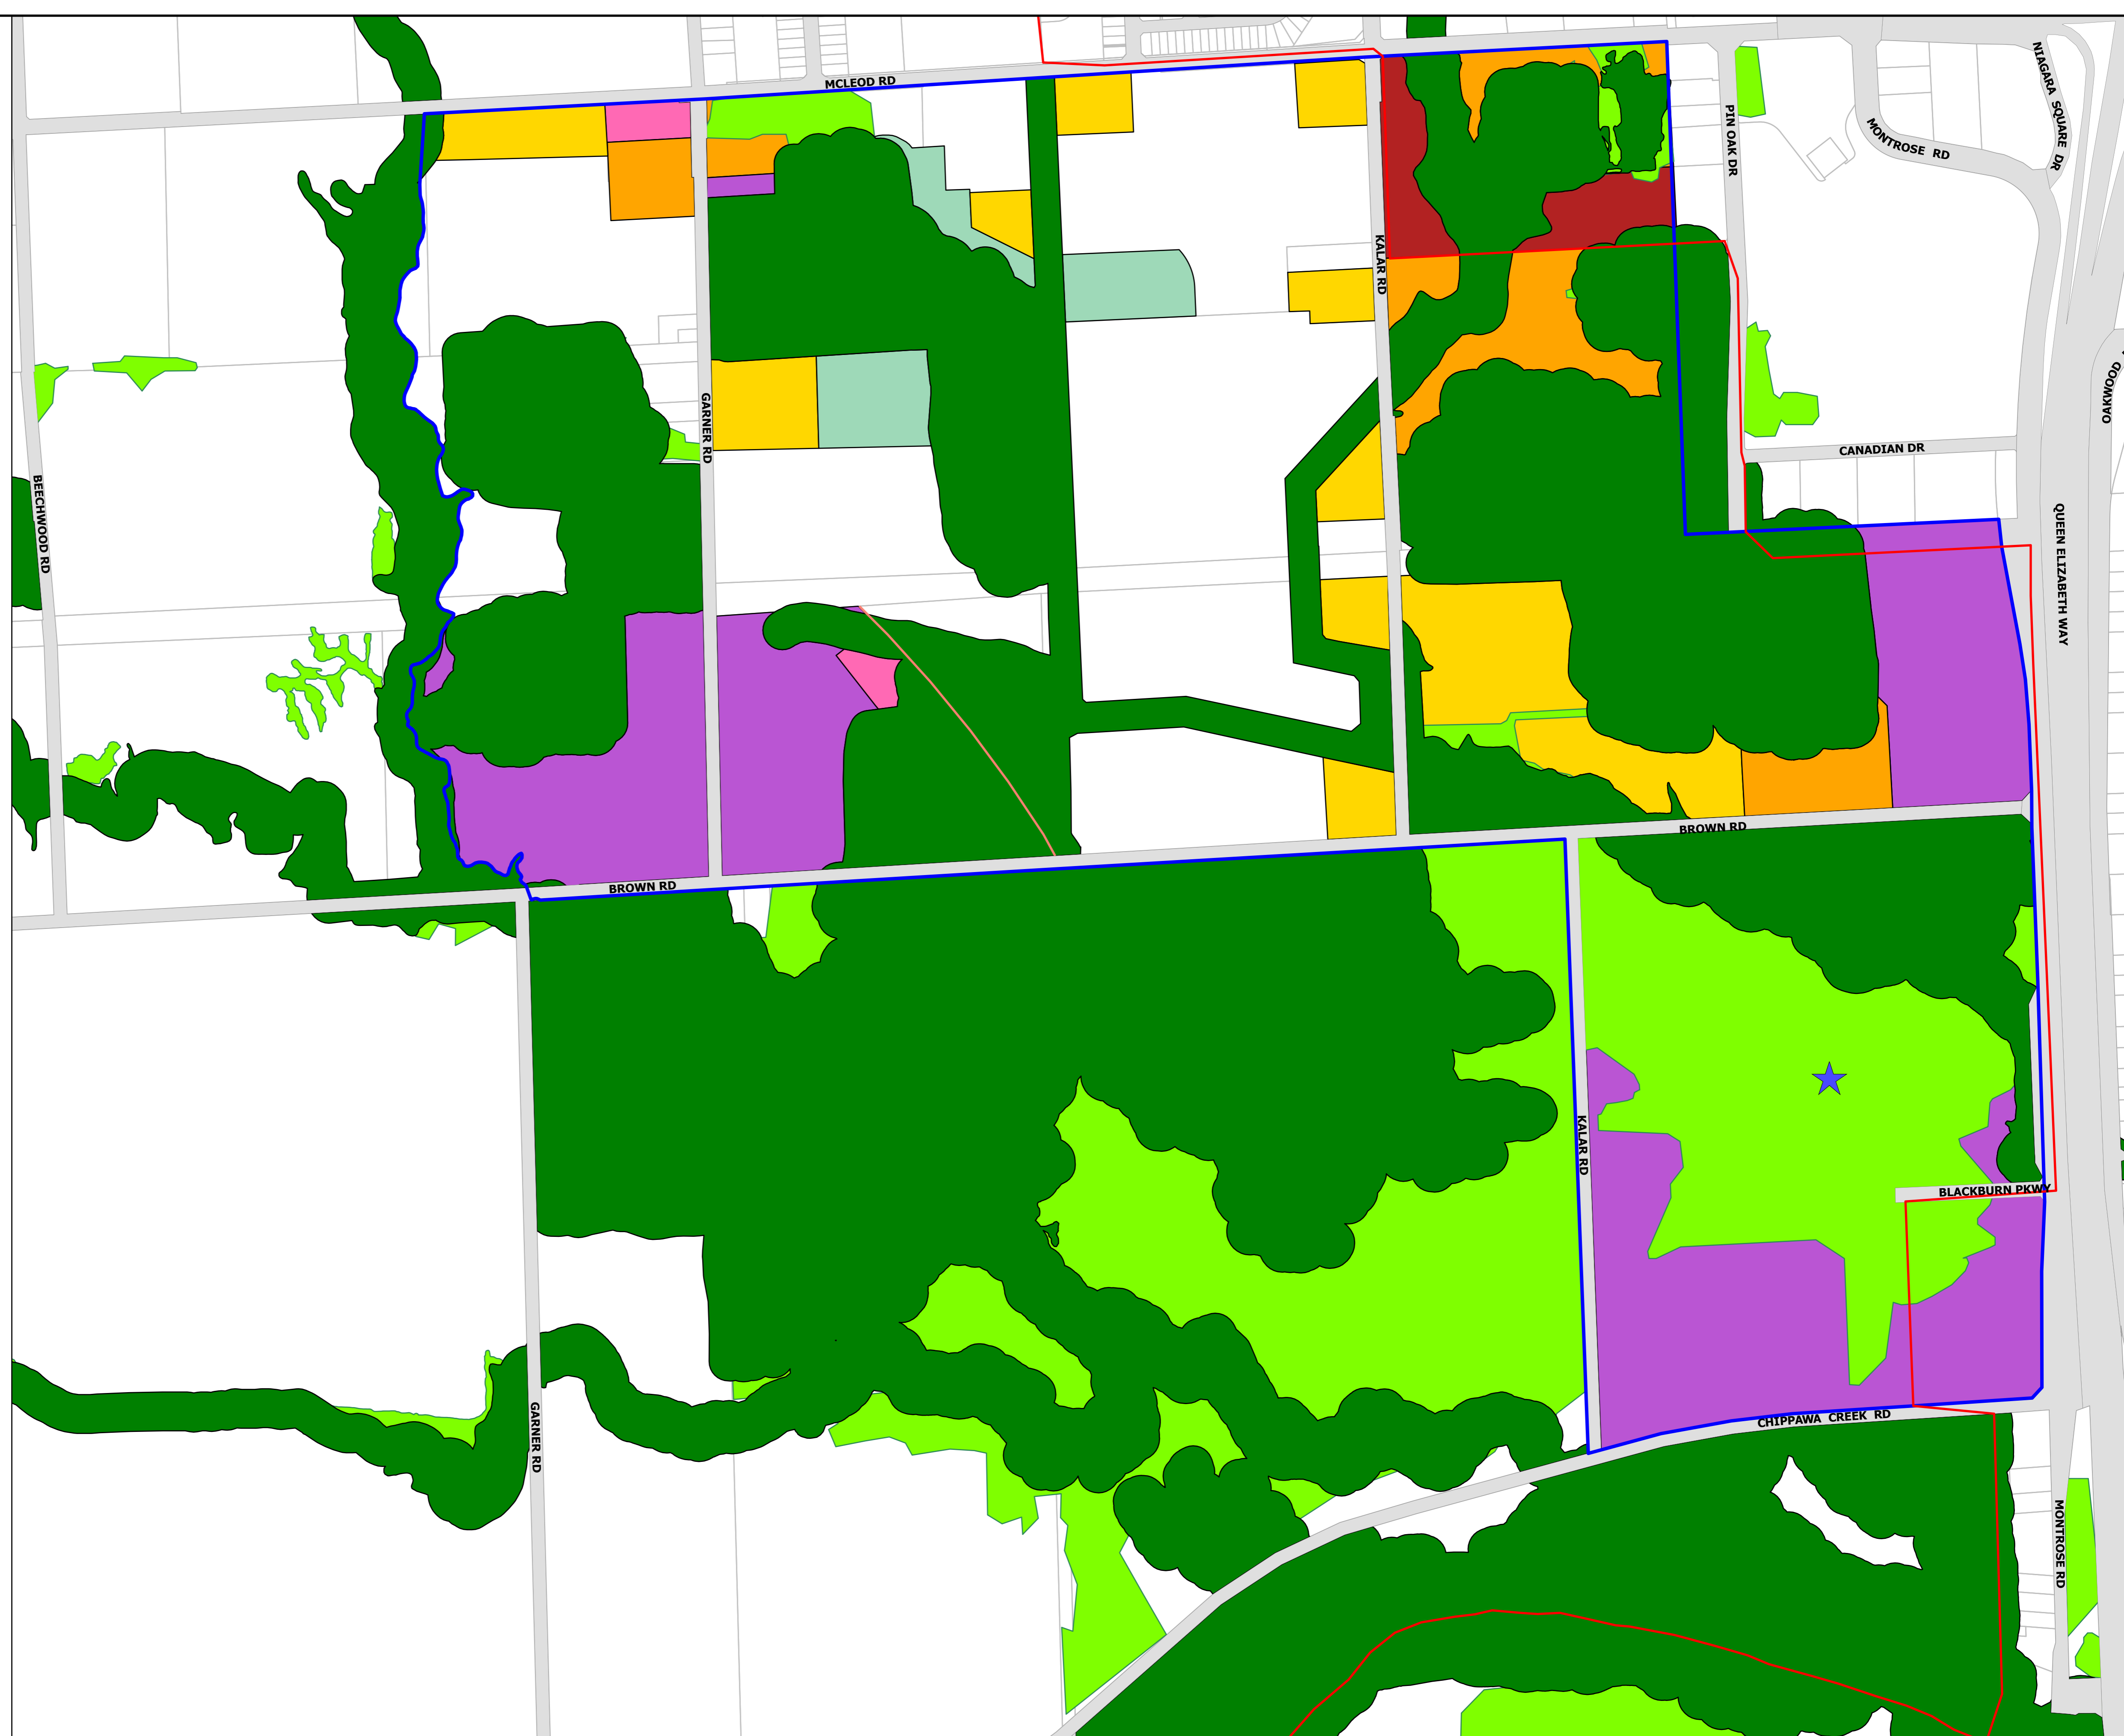 MCLEOD RD
NIAGARA SQUARE DR
PIN OAK DR
MONTROSE RD
KALAR RD
GARNER RD
OAKWOOD
CANADIAN DR
BEECHWOOD RD
QUEEN ELIZABETH WAY
BROWN RD
BROWN RD
KALAR RD
BLACKBURN PKWY
GARNER RD
CHIPPAWA CREEK RD
MONTROSE RD